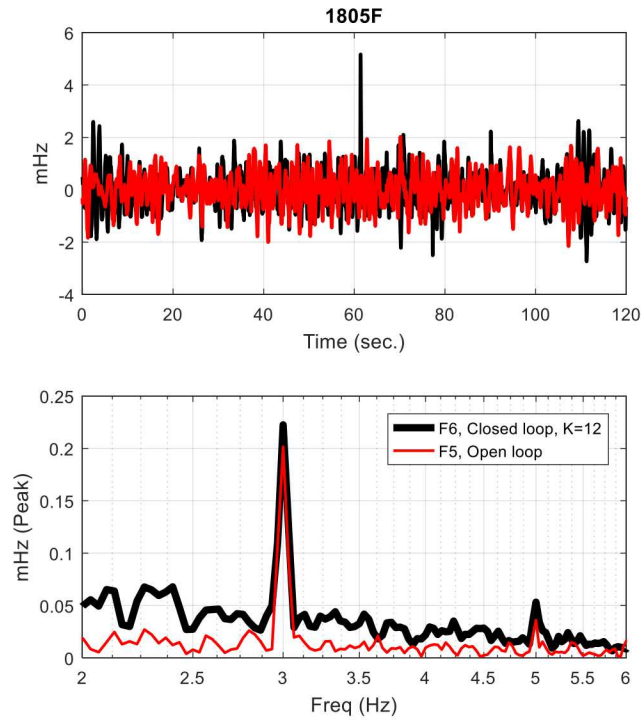 1805F
6
4
2
0
-2
-4
mHz
0 20 40 60 80 100 120
Time (sec.)
0.25
0.2
0.15
0.1
0.05
0
mHz (Peak)
F6, Closed loop, K=12
F5, Open loop
2 2.5 3 3.5 4 4.5 5 5.5 6
Freq (Hz)